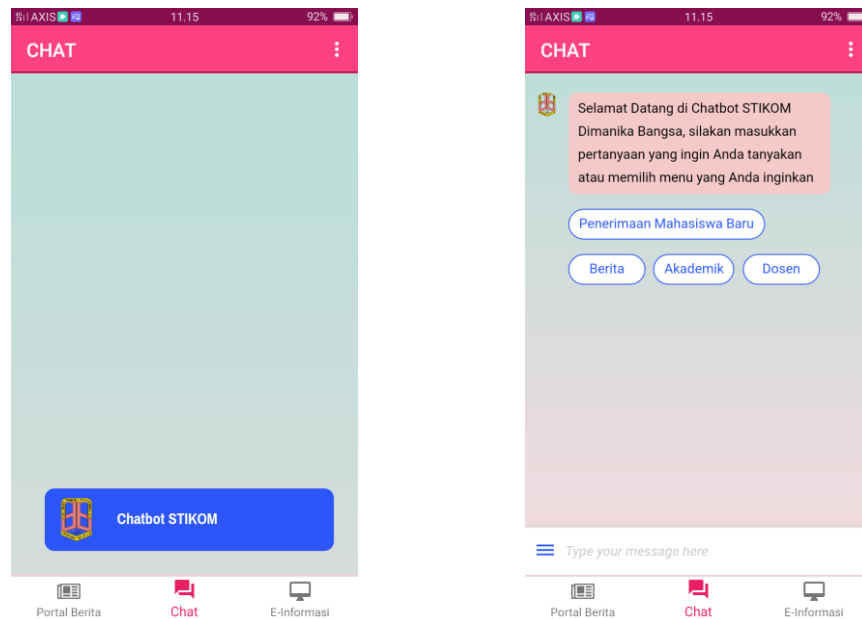 AXIS
11.15
92%
CHAT
Chatbot STIKOM
Portal Berita
Chat
E-Informasi
AXIS
11.15
92%
CHAT
Selamat Datang di Chatbot STIKOM
Dimanika Bangsa, silakan masukkan
pertanyaan yang ingin Anda tanyakan
atau memilih menu yang Anda inginkan
Penerimaan Mahasiswa Baru
Berita
Akademik
Dosen
Type your message here
Portal Berita
Chat
E-Informasi